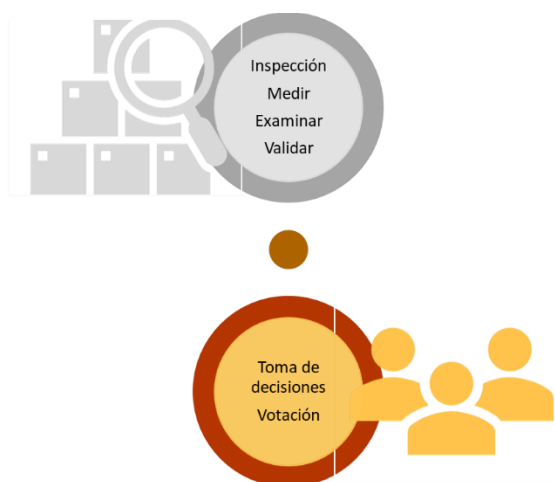 Inspección
Medir
Examinar
Validar
Toma de
decisiones
Votación